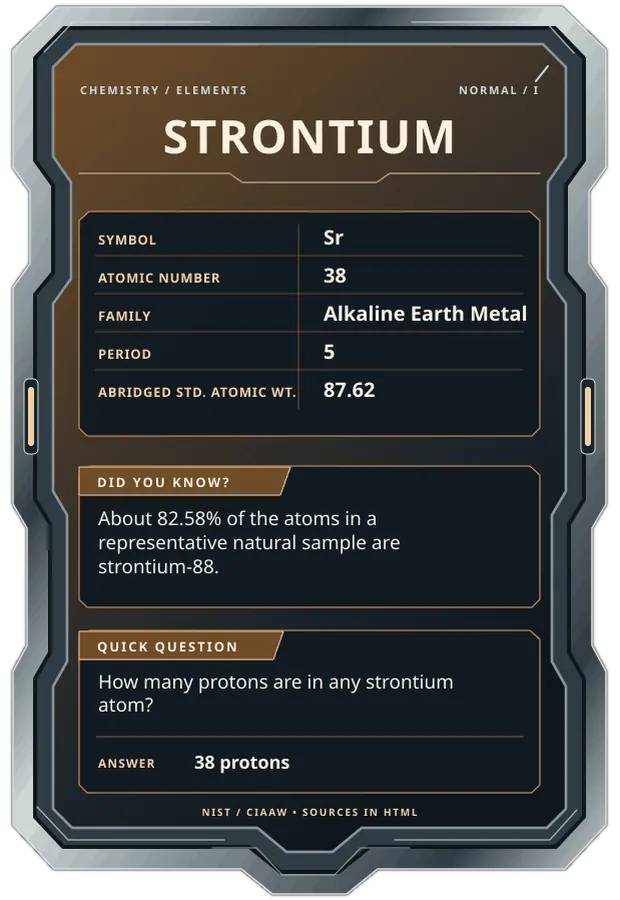 CHEMISTRY / ELEMENTS
NORMAL / I
STRONTIUM
SYMBOL Sr
ATOMIC NUMBER 38
FAMILY Alkaline Earth Metal
PERIOD 5
ABRIDGED STD. ATOMIC WT. 87.62
DID YOU KNOW?
About 82.58% of the atoms in a
representative natural sample are
strontium-88.
QUICK QUESTION
How many protons are in any strontium
atom?
ANSWER 38 protons
NIST / CIAAW • SOURCES IN HTML